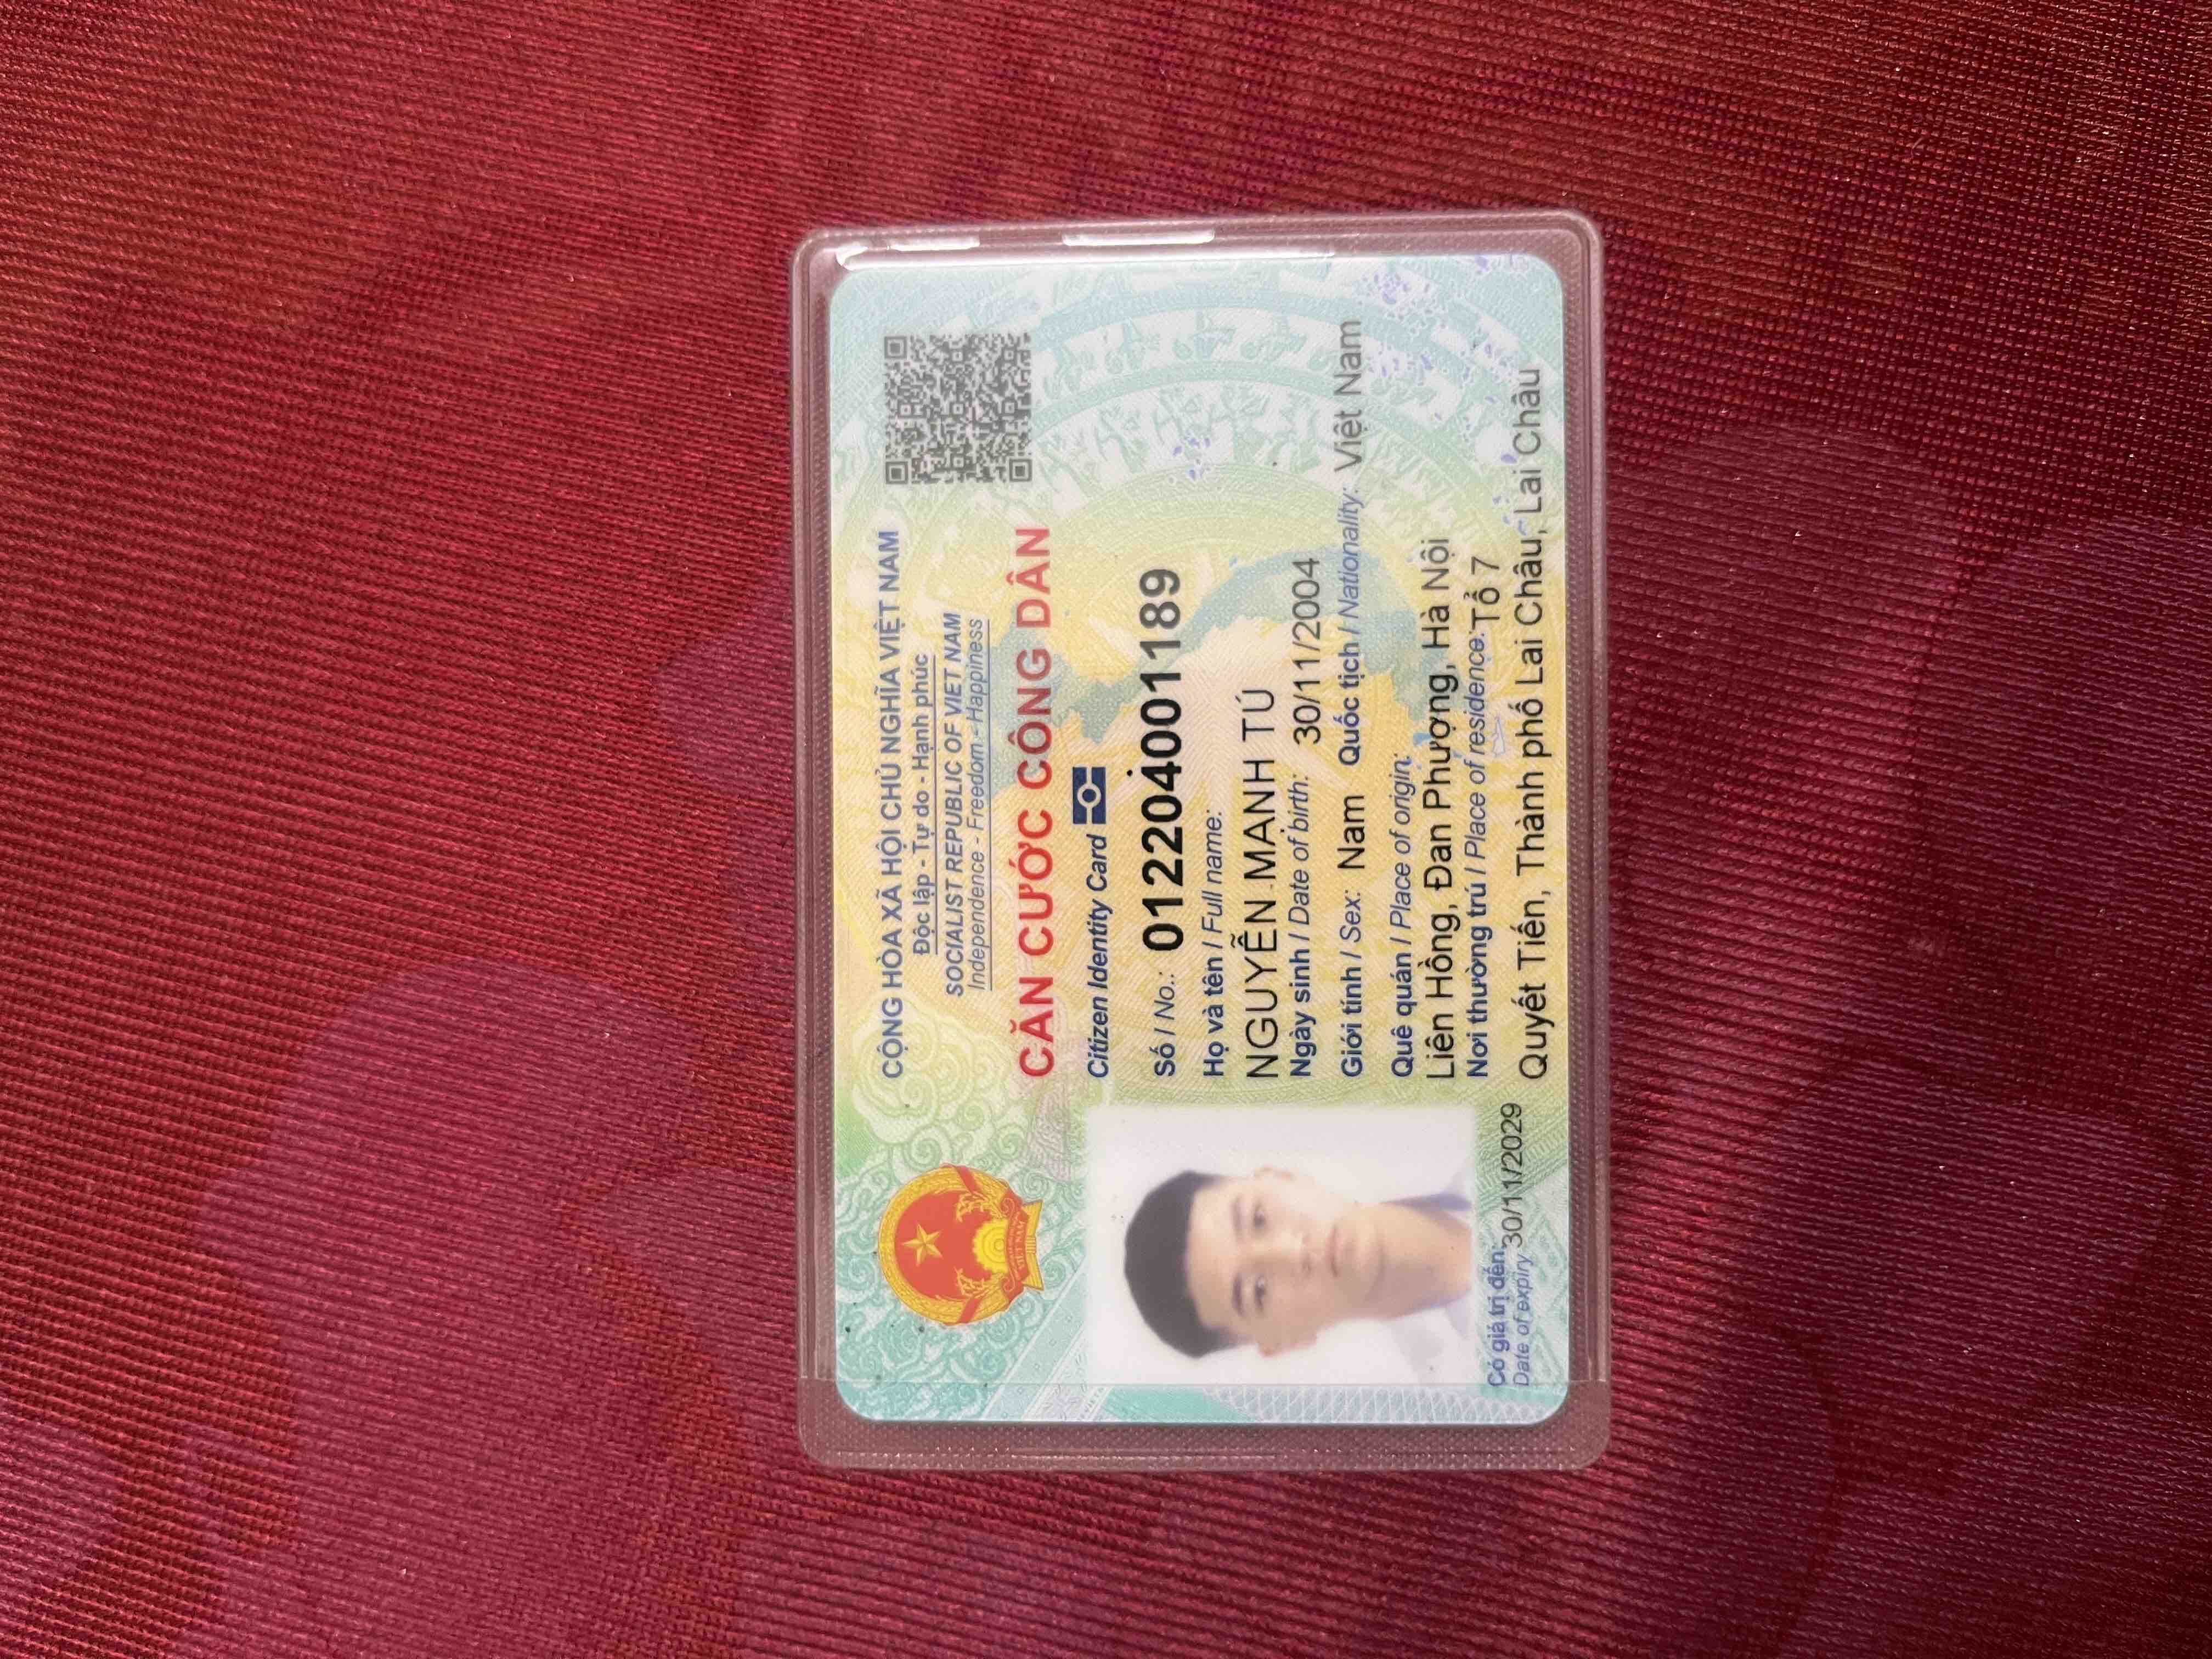 CỘNG HÒA XÃ HỘI CHỦ NGHĨA VIỆT NAM
Độc lập - Tự do - Hạnh phúc
SOCIALIST REPUBLIC OF VIET NAM
Independence - Freedom - Happiness
CĂN CƯỚC CÔNG DÂN
Citizen Identity Card
Số / No.: 012204001189
Họ và tên / Full name:
NGUYỄN MẠNH TÚ
Ngày sinh / Date of birth: 30/11/2004
Giới tính / Sex: Nam Quốc tịch / Nationality: Việt Nam
Quê quán / Place of origin:
Liên Hồng, Đan Phượng, Hà Nội
Nơi thường trú / Place of residence: Tổ 7
Quyết Tiến, Thành phố Lai Châu, Lai Châu
Có giá trị đến: 30/11/2029
Date of expiry